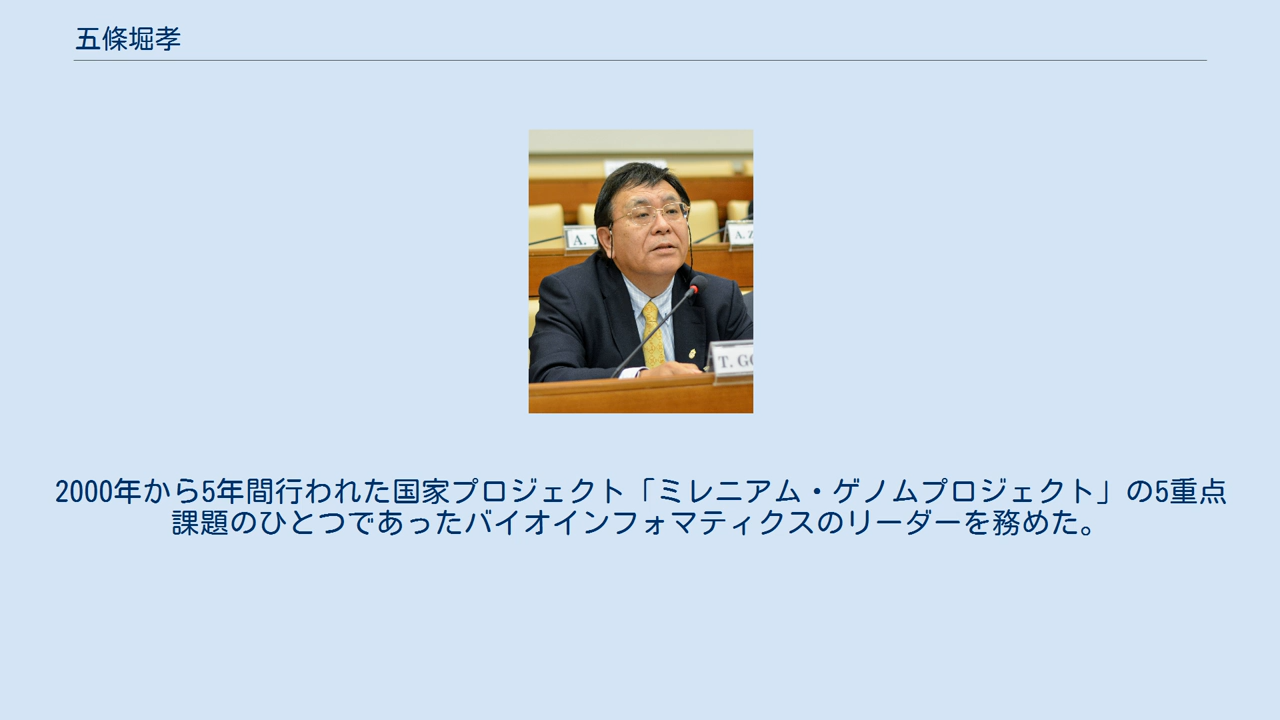 五條堀孝
A. Y
A. Z
T. GO
2000年から5年間行われた国家プロジェクト「ミレニアム・ゲノムプロジェクト」の5重点
課題のひとつであったバイオインフォマティクスのリーダーを務めた。